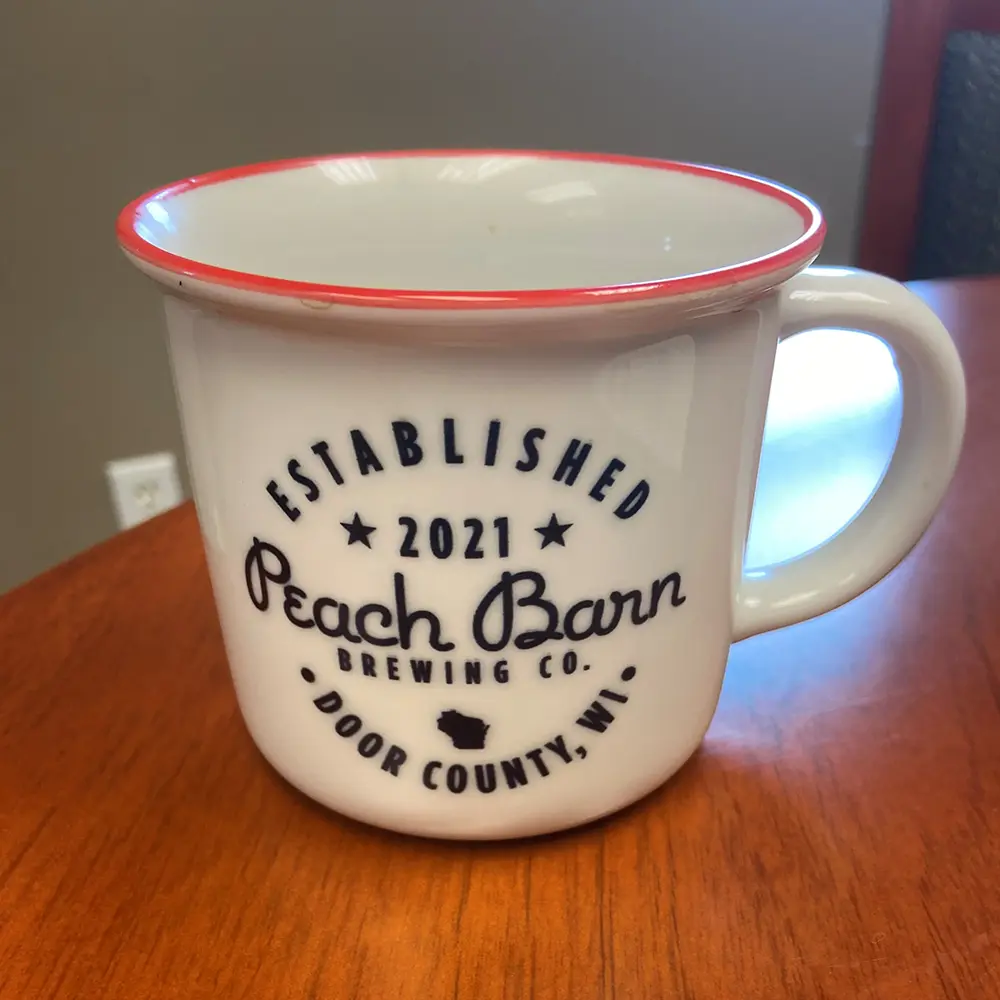 ESTABLISHED
★ 2021 ★
Peach Barn
BREWING CO.
• DOOR COUNTY, WI •